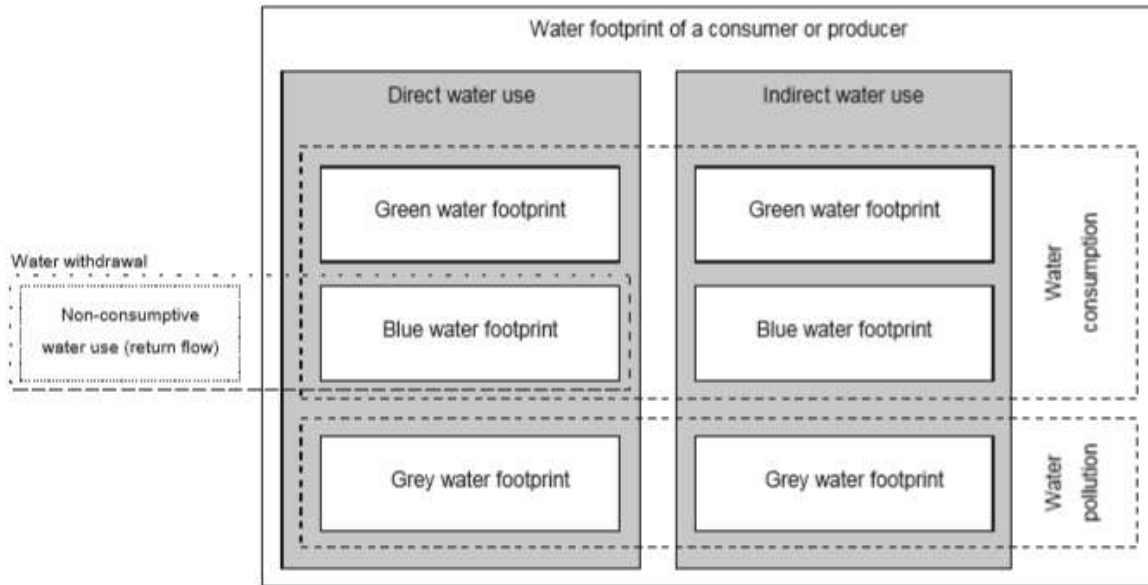 Water footprint of a consumer or producer
Direct water use
Indirect water use
Green water footprint
Green water footprint
Water
consumption
Water withdrawal
Non-consumptive
water use (return flow)
Blue water footprint
Blue water footprint
Grey water footprint
Grey water footprint
Water
pollution